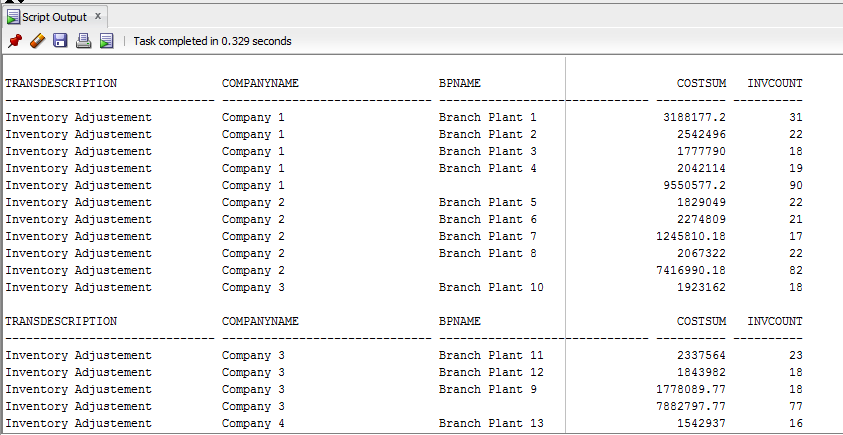 Script Output x
Task completed in 0.329 seconds
TRANSDESCRIPTION COMPANYNAME BPNAME COSTSUM INVCOUNT
------------------------------ ------------------------------ ------------------------------ ---------- ----------
Inventory Adjustement Company 1 Branch Plant 1 3188177.2 31
Inventory Adjustement Company 1 Branch Plant 2 2542496 22
Inventory Adjustement Company 1 Branch Plant 3 1777790 18
Inventory Adjustement Company 1 Branch Plant 4 2042114 19
Inventory Adjustement Company 1 9550577.2 90
Inventory Adjustement Company 2 Branch Plant 5 1829049 22
Inventory Adjustement Company 2 Branch Plant 6 2274809 21
Inventory Adjustement Company 2 Branch Plant 7 1245810.18 17
Inventory Adjustement Company 2 Branch Plant 8 2067322 22
Inventory Adjustement Company 2 7416990.18 82
Inventory Adjustement Company 3 Branch Plant 10 1923162 18
TRANSDESCRIPTION COMPANYNAME BPNAME COSTSUM INVCOUNT
------------------------------ ------------------------------ ------------------------------ ---------- ----------
Inventory Adjustement Company 3 Branch Plant 11 2337564 23
Inventory Adjustement Company 3 Branch Plant 12 1843982 18
Inventory Adjustement Company 3 Branch Plant 9 1778089.77 18
Inventory Adjustement Company 3 7882797.77 77
Inventory Adjustement Company 4 Branch Plant 13 1542937 16